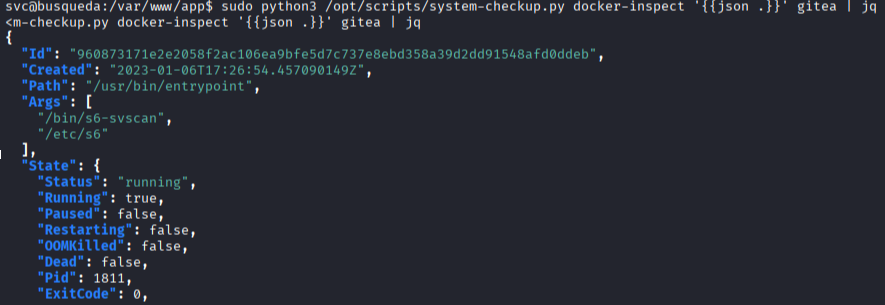 svc@busqueda:/var/www/app$ sudo python3 /opt/scripts/system-checkup.py docker-inspect '{{json .}}' gitea | jq
<m-checkup.py docker-inspect '{{json .}}' gitea | jq
{
  "Id": "960873171e2e2058f2ac106ea9bfe5d7c737e8ebd358a39d2dd91548afd0ddeb",
  "Created": "2023-01-06T17:26:54.457090149Z",
  "Path": "/usr/bin/entrypoint",
  "Args": [
    "/bin/s6-svscan",
    "/etc/s6"
  ],
  "State": {
    "Status": "running",
    "Running": true,
    "Paused": false,
    "Restarting": false,
    "OOMKilled": false,
    "Dead": false,
    "Pid": 1811,
    "ExitCode": 0,